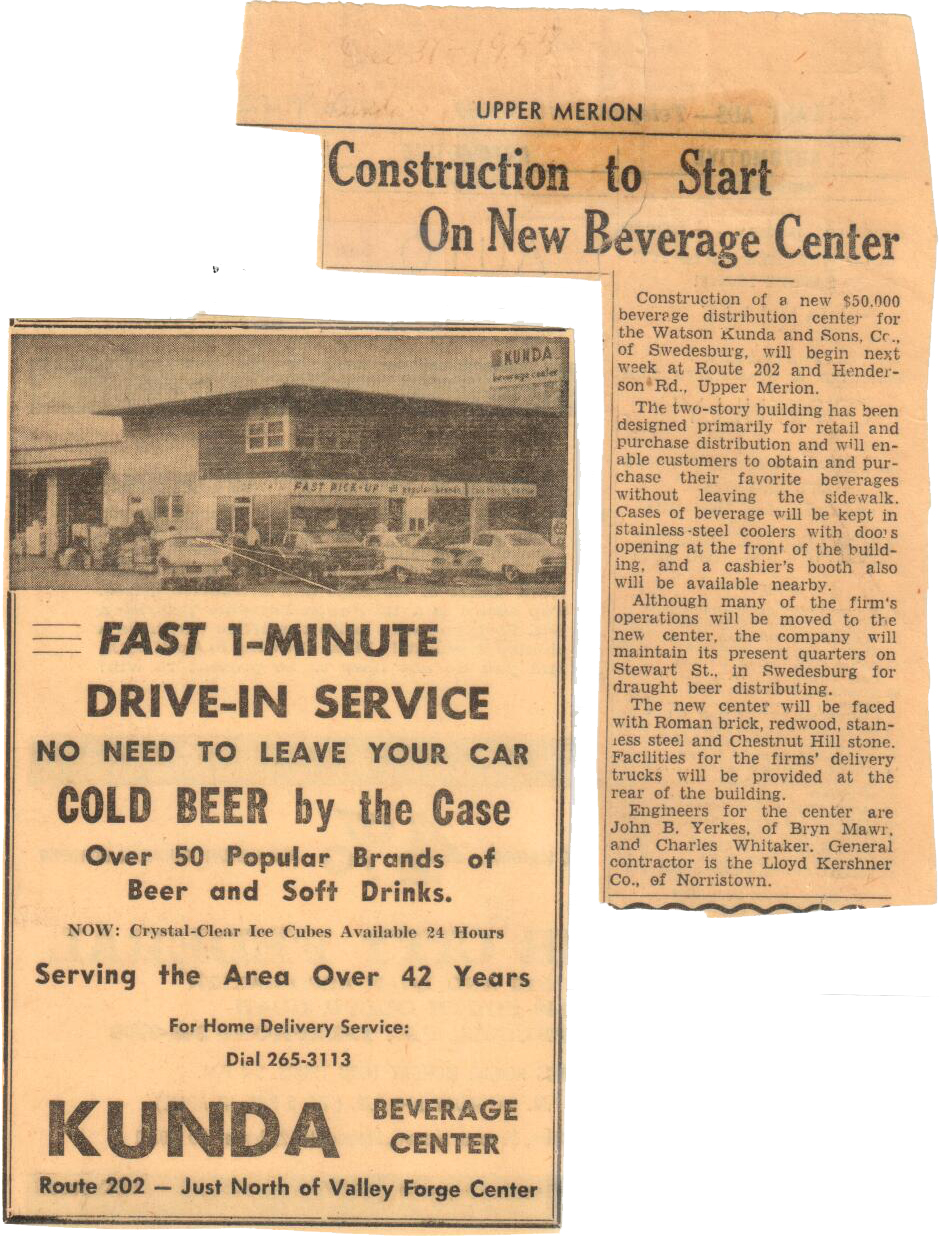 Dec 11-1957
UPPER MERION
Construction to Start
On New Beverage Center
Construction of a new $50.000
beverage distribution center for
the Watson Kunda and Sons, Co.,
of Swedesburg, will begin next
week at Route 202 and Hender-
son Rd., Upper Merion.
The two-story building has been
designed primarily for retail and
purchase distribution and will en-
able customers to obtain and pur-
chase their favorite beverages
without leaving the sidewalk.
Cases of beverage will be kept in
stainless-steel coolers with doors
opening at the front of the build-
ing, and a cashier's booth also
will be available nearby.
Although many of the firm's
operations will be moved to the
new center, the company will
maintain its present quarters on
Stewart St., in Swedesburg for
draught beer distributing.
The new center will be faced
with Roman brick, redwood, stain-
less steel and Chestnut Hill stone.
Facilities for the firms' delivery
trucks will be provided at the
rear of the building.
Engineers for the center are
John B. Yerkes, of Bryn Mawr,
and Charles Whitaker. General
contractor is the Lloyd Kershner
Co., of Norristown.
KUNDA
beverage center
FAST PICK-UP popular brands
FAST 1-MINUTE
DRIVE-IN SERVICE
NO NEED TO LEAVE YOUR CAR
COLD BEER by the Case
Over 50 Popular Brands of
Beer and Soft Drinks.
NOW: Crystal-Clear Ice Cubes Available 24 Hours
Serving the Area Over 42 Years
For Home Delivery Service:
Dial 265-3113
KUNDA BEVERAGE
CENTER
Route 202 — Just North of Valley Forge Center